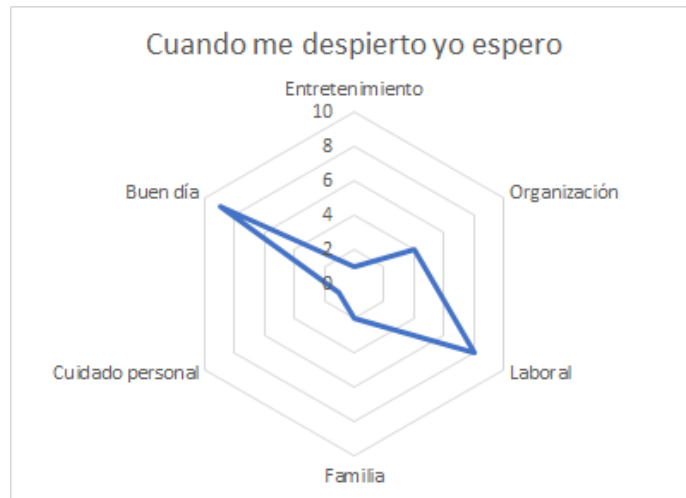 Cuando me despierto yo espero
Entretenimiento
10
8
6
4
2
0
Organización
Laboral
Familia
Cuidado personal
Buen día